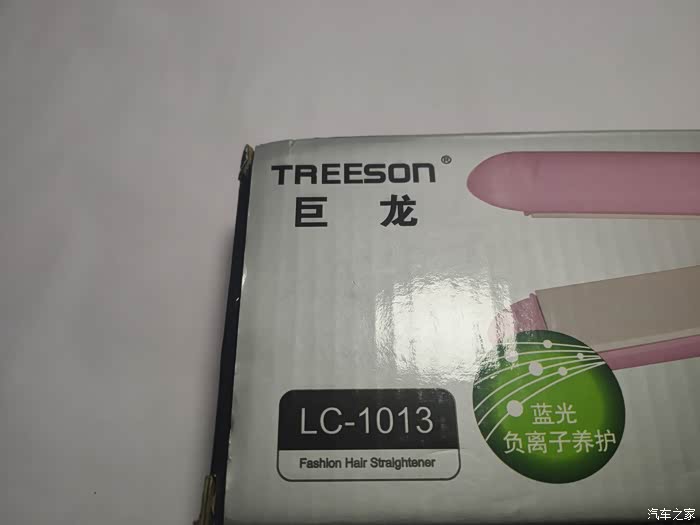 TREESON®
巨 龙
LC-1013
Fashion Hair Straightener
蓝光
负离子养护
汽车之家